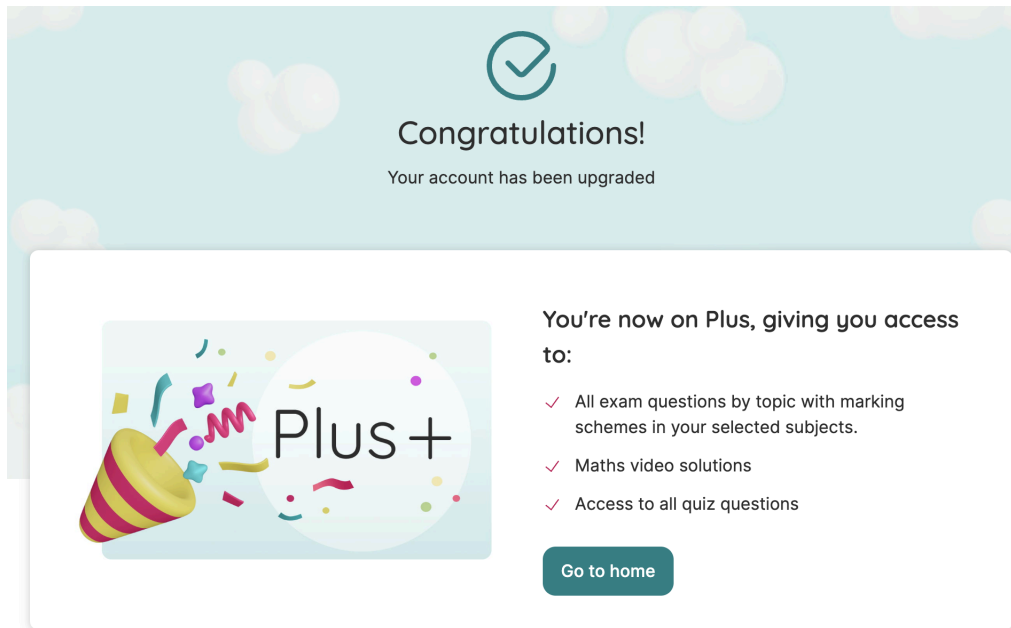 Congratulations!
Your account has been upgraded
Plus+
You're now on Plus, giving you access
to:
All exam questions by topic with marking
schemes in your selected subjects.
Maths video solutions
Access to all quiz questions
Go to home